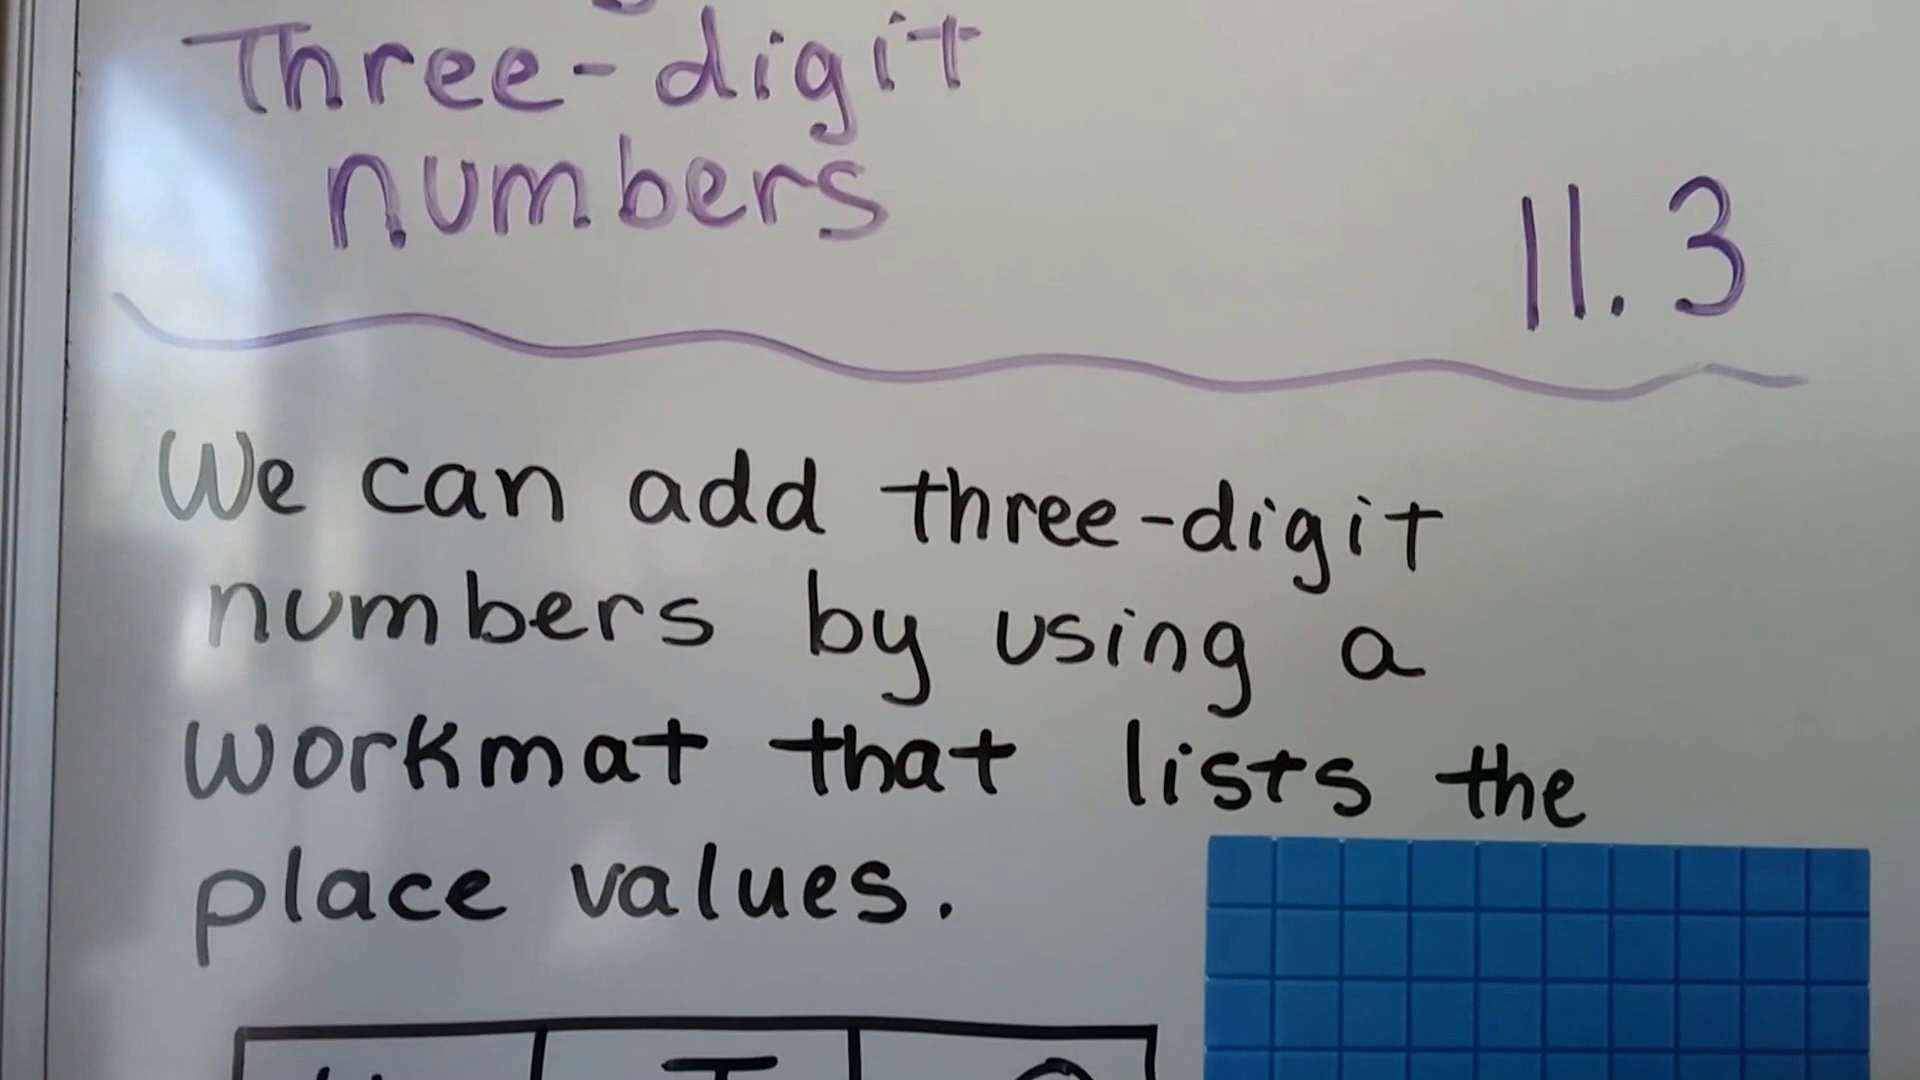 Three-digit
numbers
11.3
We can add three-digit
numbers by using a
workmat that lists the
place values.
T